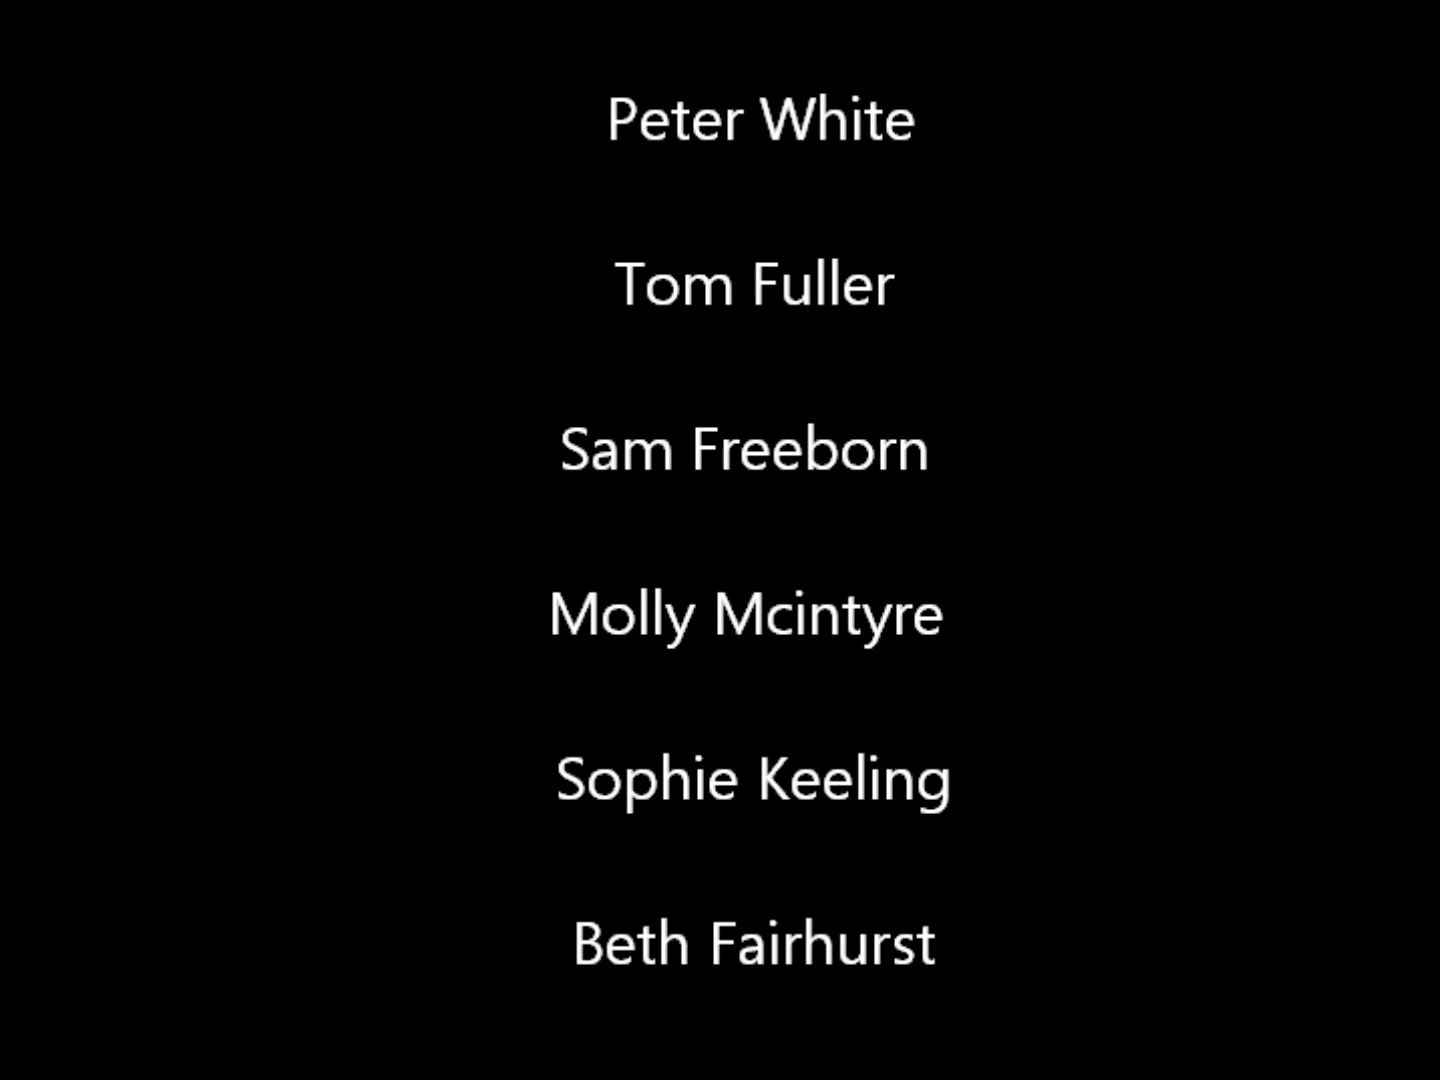 Peter White
Tom Fuller
Sam Freeborn
Molly Mcintyre
Sophie Keeling
Beth Fairhurst